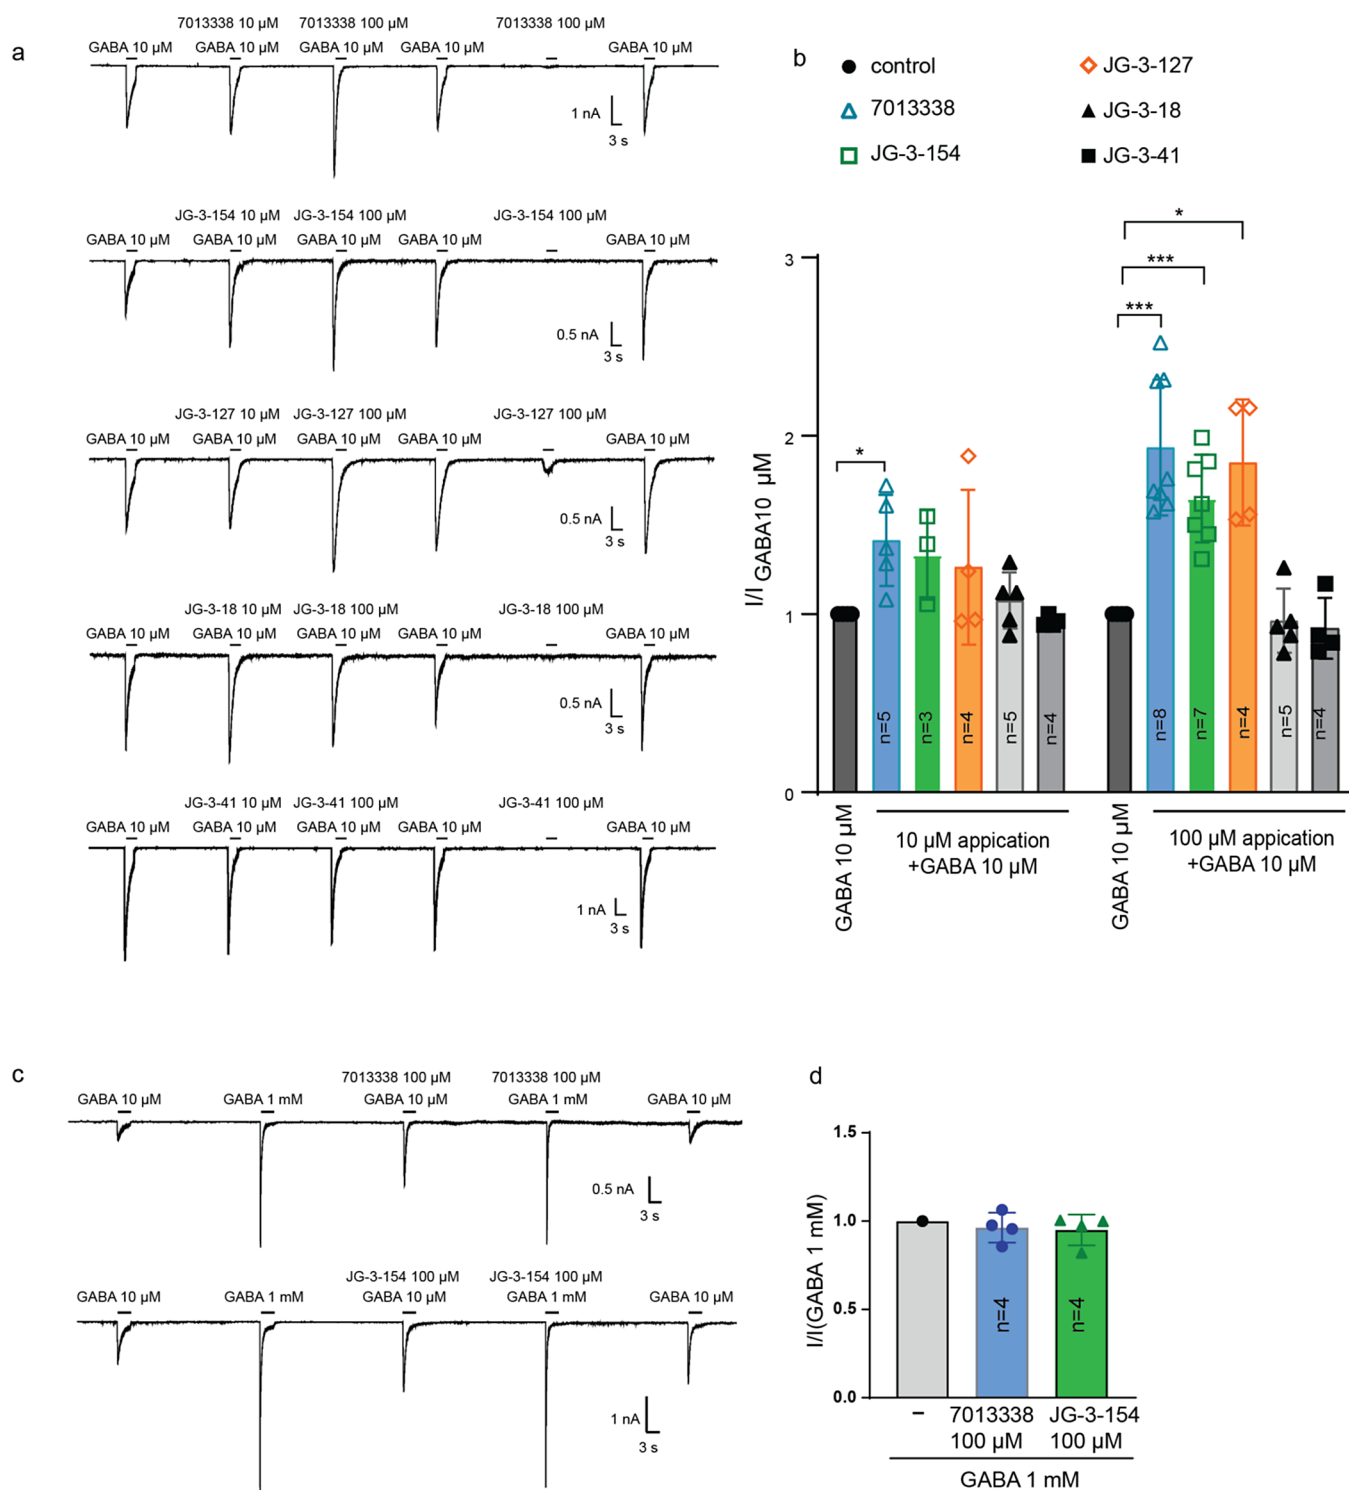 a
7013338 10 µM 7013338 100 µM 7013338 100 µM
GABA 10 µM GABA 10 µM GABA 10 µM GABA 10 µM GABA 10 µM
1 nA
3 s
JG-3-154 10 µM JG-3-154 100 µM JG-3-154 100 µM
GABA 10 µM GABA 10 µM GABA 10 µM GABA 10 µM GABA 10 µM
0.5 nA
3 s
JG-3-127 10 µM JG-3-127 100 µM JG-3-127 100 µM
GABA 10 µM GABA 10 µM GABA 10 µM GABA 10 µM GABA 10 µM
0.5 nA
3 s
JG-3-18 10 µM JG-3-18 100 µM JG-3-18 100 µM
GABA 10 µM GABA 10 µM GABA 10 µM GABA 10 µM GABA 10 µM
0.5 nA
3 s
JG-3-41 10 µM JG-3-41 100 µM JG-3-41 100 µM
GABA 10 µM GABA 10 µM GABA 10 µM GABA 10 µM GABA 10 µM
1 nA
3 s
b
control JG-3-127
7013338 JG-3-18
JG-3-154 JG-3-41
*
***
***
*
3
2
1
0
I/I GABA10 µM
n=5 n=3 n=4 n=5 n=4 n=8 n=7 n=4 n=5 n=4
GABA 10 µM
10 µM appication
+GABA 10 µM
GABA 10 µM
100 µM appication
+GABA 10 µM
c
7013338 100 µM 7013338 100 µM
GABA 10 µM GABA 1 mM GABA 10 µM GABA 1 mM GABA 10 µM
0.5 nA
3 s
JG-3-154 100 µM JG-3-154 100 µM
GABA 10 µM GABA 1 mM GABA 10 µM GABA 1 mM GABA 10 µM
1 nA
3 s
d
1.5
1.0
0.5
0.0
I/I(GABA 1 mM)
n=4 n=4
– 7013338 JG-3-154
100 µM 100 µM
GABA 1 mM